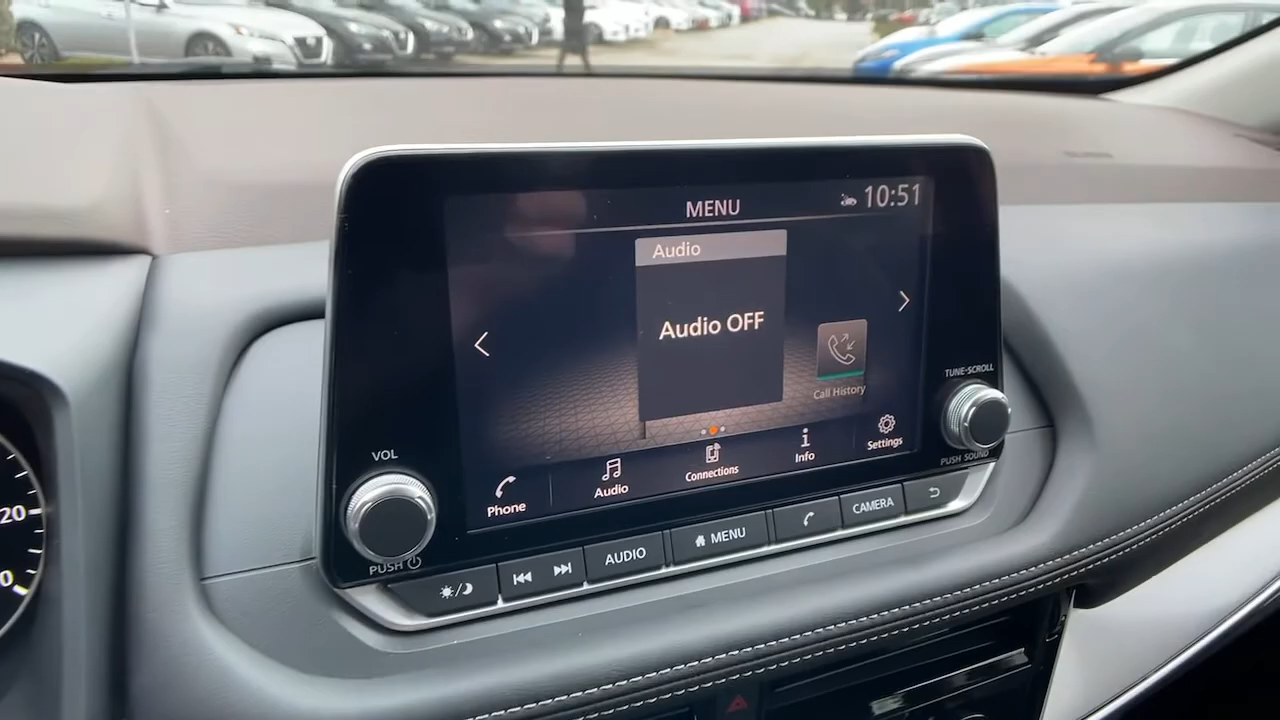 MENU
10:51
Audio
Audio OFF
Call History
TUNE·SCROLL
PUSH SOUND
VOL
PUSH
Phone
Audio
Connections
Info
Settings
AUDIO
MENU
CAMERA
20
0